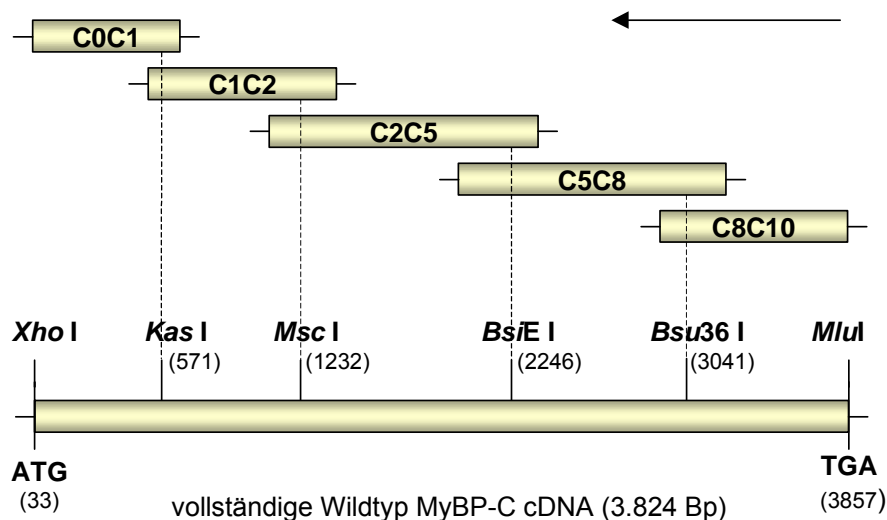 C0C1
C1C2
C2C5
C5C8
C8C10
Xho I Kas I Msc I BsiE I Bsu36 I MluI
(571) (1232) (2246) (3041)
ATG TGA
(33) vollständige Wildtyp MyBP-C cDNA (3.824 Bp) (3857)